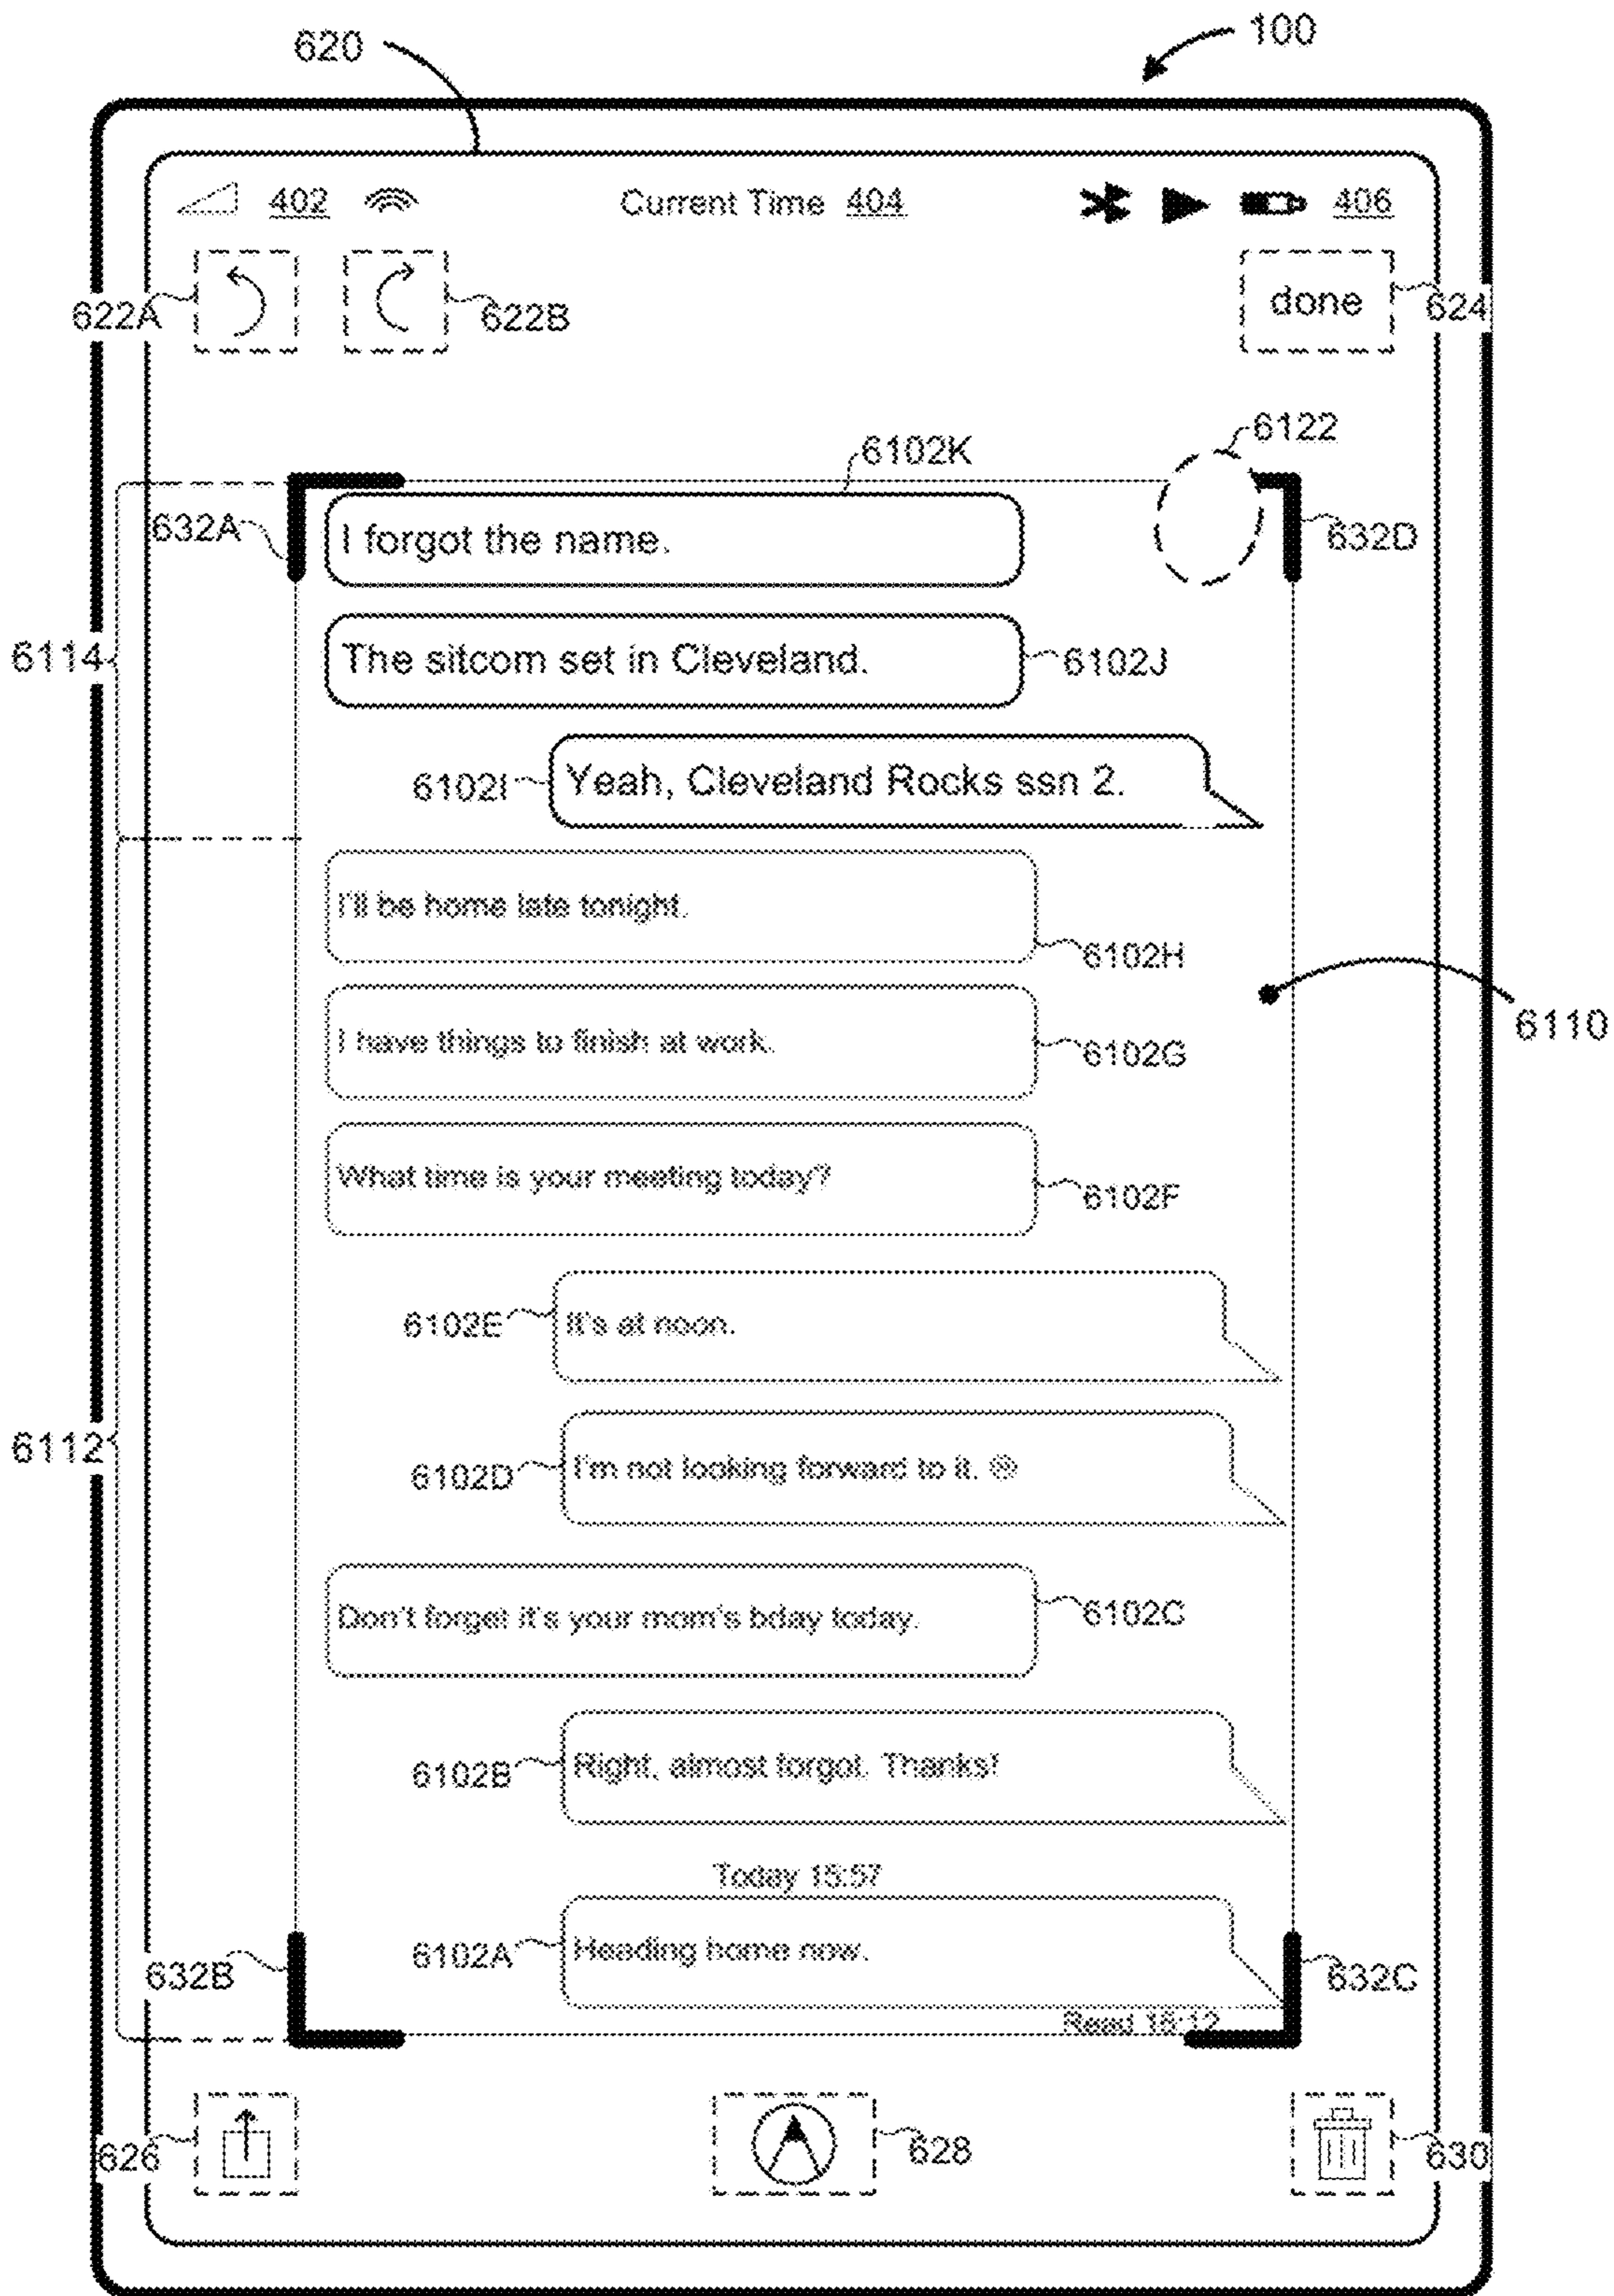 620
100
402 Current Time 404 406
622A 622B done 624
6122
6102K
632A I forgot the name. 632D
6114 The sitcom set in Cleveland. 6102J
6102I Yeah, Cleveland Rocks ssn 2.
I'll be home late tonight.
6102H
6110
I have things to finish at work. 6102G
What time is your meeting today? 6102F
6102E It's at noon.
6112
6102D I'm not looking forward to it. ☹
Don't forget it's your mom's bday today. 6102C
6102B Right, almost forgot. Thanks!
Today 15:57
6102A Heading home now.
632B 632C
Read 16:12
626 628 630